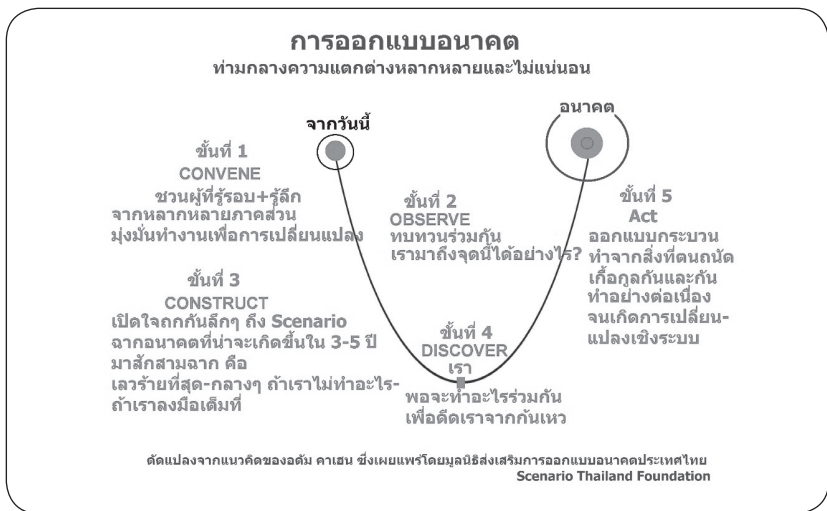 การออกแบบอนาคต
ท่ามกลางความแตกต่างหลากหลายและไม่แน่นอน
จากวันนี้
อนาคต
ขั้นที่ 1
CONVENE
ชวนผู้ที่รู้รอบ+รู้ลึก
จากหลากหลายภาคส่วน
มุ่งมั่นทำงานเพื่อการเปลี่ยนแปลง
ขั้นที่ 2
OBSERVE
ทบทวนร่วมกัน
เรามาถึงจุดนี้ได้อย่างไร?
ขั้นที่ 3
CONSTRUCT
เปิดใจถกกันลึกๆ ถึง Scenario
ฉากอนาคตที่น่าจะเกิดขึ้นใน 3-5 ปี
มาสักสามฉาก คือ
เลวร้ายที่สุด-กลางๆ ถ้าเราไม่ทำอะไร-
ถ้าเราลงมือเต็มที่
ขั้นที่ 4
DISCOVER
เรา
พอจะทำอะไรร่วมกัน
เพื่อดีดเราจากก้นเหว
ขั้นที่ 5
Act
ออกแบบกระบวน
ทำจากสิ่งที่ตนถนัด
เกื้อกูลกันและกัน
ทำอย่างต่อเนื่อง
จนเกิดการเปลี่ยน-
แปลงเชิงระบบ
ดัดแปลงจากแนวคิดของอดัม คาเฮน ซึ่งเผยแพร่โดยมูลนิธิส่งเสริมการออกแบบอนาคตประเทศไทย
Scenario Thailand Foundation